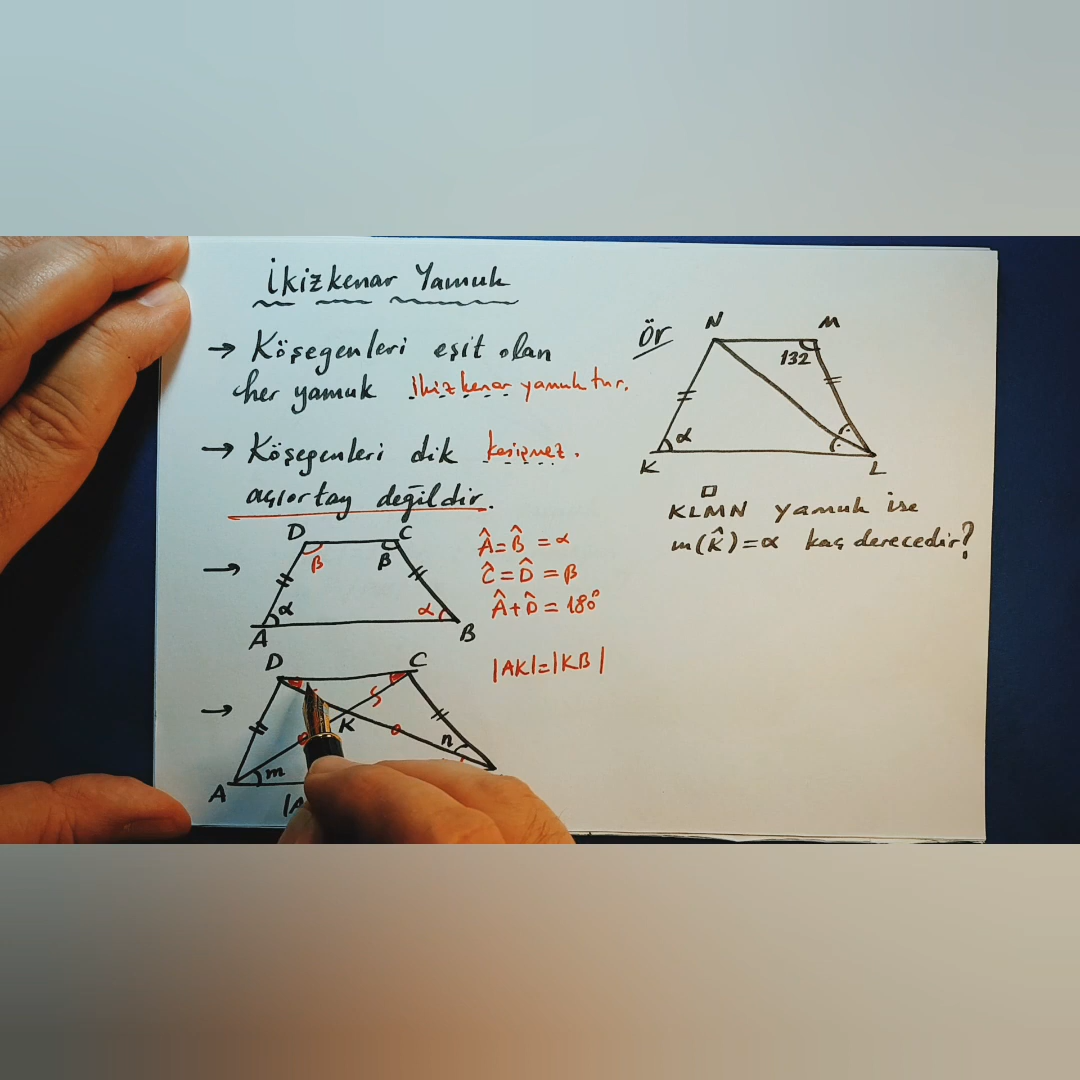 İkizkenar Yamuk
→ Köşegenleri eşit olan
her yamuk ikizkenar yamuktur.
→ Köşegenleri dik kesişmez.
açıortay değildir.
→
D C
β β
α α
A B
Â=B̂ = α
Ĉ=D̂ = β
Â+D̂ = 180°
→
D C
S
K
n
m
A
|A
|AK|=|KB|
Ör
N M
132
α
K L
KLMN yamuk ise
m(K̂)=α kaç derecedir?